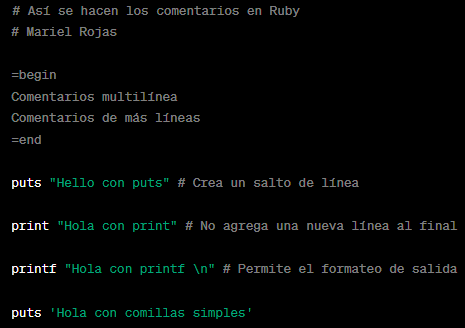 # Así se hacen los comentarios en Ruby
# Mariel Rojas
=begin
Comentarios multilínea
Comentarios de más líneas
=end
puts "Hello con puts" # Crea un salto de línea
print "Hola con print" # No agrega una nueva línea al final
printf "Hola con printf \n" # Permite el formateo de salida
puts 'Hola con comillas simples'